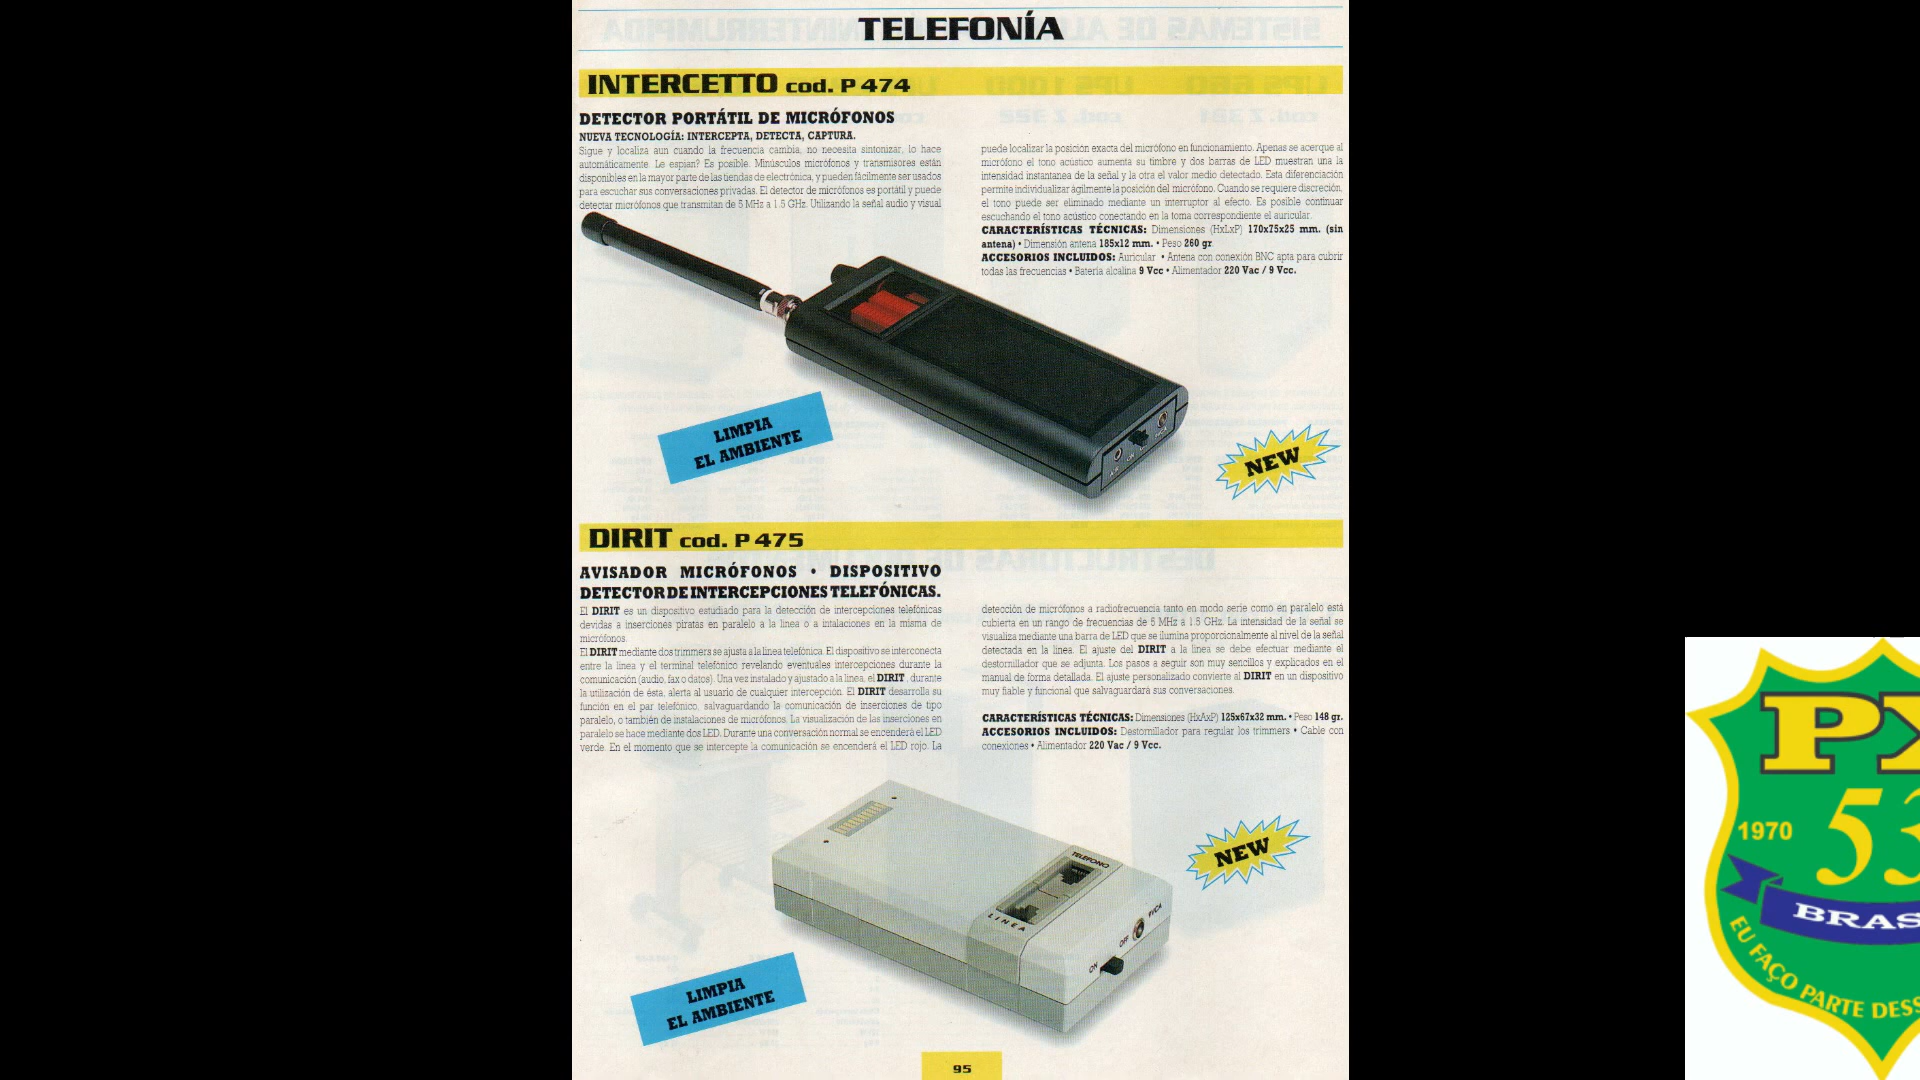 TELEFONÍA
INTERCETTO cod. P 474
DETECTOR PORTÁTIL DE MICRÓFONOS
NUEVA TECNOLOGÍA: INTERCEPTA, DETECTA, CAPTURA.
Sigue y localiza aun cuando la frecuencia cambia, no necesita sintonizar, lo hace
automáticamente. Le espian? Es posible. Minúsculos micrófonos y transmisores están
disponibles en la mayor parte de las tiendas de electrónica, y pueden fácilmente ser usados
para escuchar sus conversaciones privadas. El detector de micrófonos es portátil y puede
detectar micrófonos que transmitan de 5 MHz a 1.5 GHz. Utilizando la señal audio y visual
puede localizar la posición exacta del micrófono en funcionamiento. Apenas se acerque al
micrófono el tono acústico aumenta su timbre y dos barras de LED muestran una la
intensidad instantanea de la señal y la otra el valor medio detectado. Esta diferenciación
permite individualizar ágilmente la posición del micrófono. Cuando se requiere discreción,
el tono puede ser eliminado mediante un interruptor al efecto. Es posible continuar
escuchando el tono acústico conectando en la toma correspondiente el auricular.
CARACTERÍSTICAS TÉCNICAS: Dimensiones (HxLxP) 170x75x25 mm. (sin
antena) • Dimensión antena 185x12 mm. • Peso 260 gr
ACCESORIOS INCLUIDOS: Auricular • Antena con conexión BNC apta para cubrir
todas las frecuencias • Batería alcalina 9 Vcc • Alimentador 220 Vac / 9 Vcc.
LIMPIA
EL AMBIENTE
NEW
DIRIT cod. P 475
AVISADOR MICRÓFONOS • DISPOSITIVO
DETECTOR DE INTERCEPCIONES TELEFÓNICAS.
El DIRIT es un dispositivo estudiado para la detección de intercepciones telefónicas
devidas a inserciones piratas en paralelo a la linea o a intalaciones en la misma de
micrófonos.
El DIRIT mediante dos trimmers se ajusta a la linea telefónica. El dispositivo se interconecta
entre la linea y el terminal telefónico revelando eventuales intercepciones durante la
comunicación (audio, fax o datos). Una vez instalado y ajustado a la linea, el DIRIT , durante
la utilización de ésta, alerta al usuario de cualquier intercepción. El DIRIT desarrolla su
función en el par telefónico, salvaguardando la comunicación de inserciones de tipo
paralelo, o también de instalaciones de micrófonos. La visualización de las inserciones en
paralelo se hace mediante dos LED. Durante una conversación normal se encenderá el LED
verde. En el momento que se intercepte la comunicación se encenderá el LED rojo. La
detección de micrófonos a radiofrecuencia tanto en modo serie como en paralelo está
cubierta en un rango de frecuencias de 5 MHz a 1.5 GHz. La intensidad de la señal se
visualiza mediante una barra de LED que se ilumina proporcionalmente al nivel de la señal
detectada en la linea. El ajuste del DIRIT a la linea se debe efectuar mediante el
destornillador que se adjunta. Los pasos a seguir son muy sencillos y explicados en el
manual de forma detallada. El ajuste personalizado convierte al DIRIT en un dispositivo
muy fiable y funcional que salvaguardará sus conversaciones.
CARACTERÍSTICAS TÉCNICAS: Dimensiones (HxAxP) 125x67x32 mm. • Peso 148 gr.
ACCESORIOS INCLUIDOS: Destornillador para regular los trimmers • Cable con
conexiones • Alimentador 220 Vac / 9 Vcc.
TELEFONO
LINEA
ON
OFF
9VCA
NEW
LIMPIA
EL AMBIENTE
95
PX
53
1970
BRAS
EU FAÇO PARTE DESS